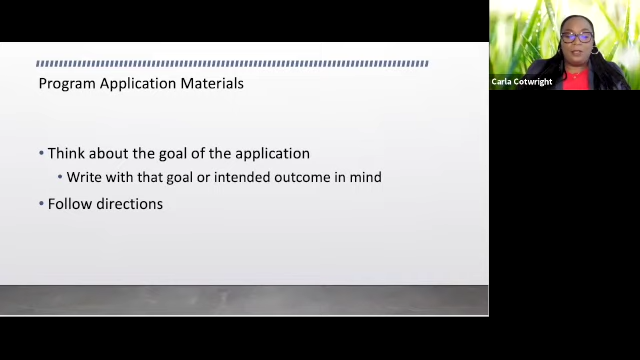 Program Application Materials
• Think about the goal of the application
• Write with that goal or intended outcome in mind
• Follow directions
Carla Cotwright